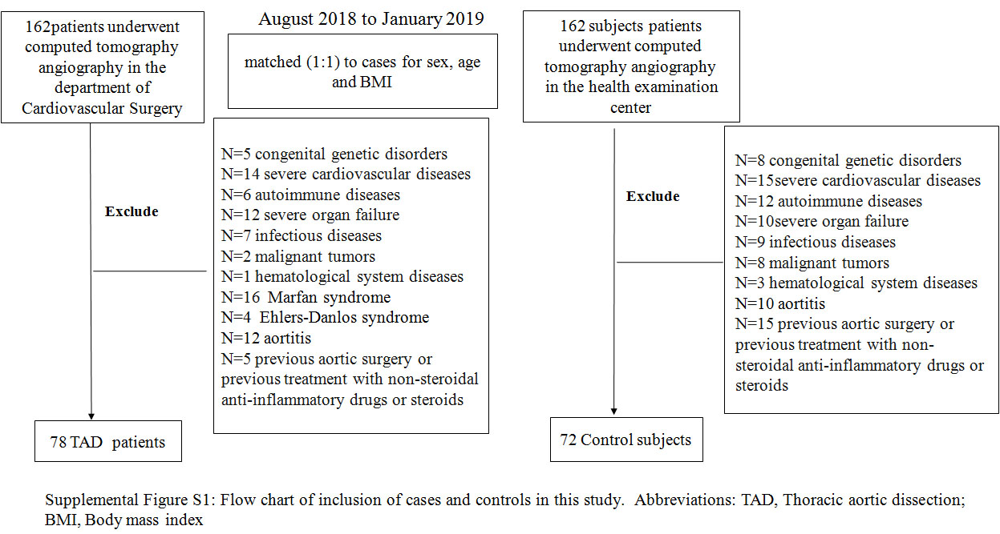 August 2018 to January 2019
162patients underwent
computed tomography
angiography in the
department of
Cardiovascular Surgery
matched (1:1) to cases for sex, age
and BMI
162 subjects patients
underwent computed
tomography angiography
in the health examination
center
Exclude
N=5 congenital genetic disorders
N=14 severe cardiovascular diseases
N=6 autoimmune diseases
N=12 severe organ failure
N=7 infectious diseases
N=2 malignant tumors
N=1 hematological system diseases
N=16 Marfan syndrome
N=4 Ehlers-Danlos syndrome
N=12 aortitis
N=5 previous aortic surgery or
previous treatment with non-steroidal
anti-inflammatory drugs or steroids
Exclude
N=8 congenital genetic disorders
N=15severe cardiovascular diseases
N=12 autoimmune diseases
N=10severe organ failure
N=9 infectious diseases
N=8 malignant tumors
N=3 hematological system diseases
N=10 aortitis
N=15 previous aortic surgery or
previous treatment with non-
steroidal anti-inflammatory drugs or
steroids
78 TAD patients
72 Control subjects
Supplemental Figure S1: Flow chart of inclusion of cases and controls in this study. Abbreviations: TAD, Thoracic aortic dissection;
BMI, Body mass index